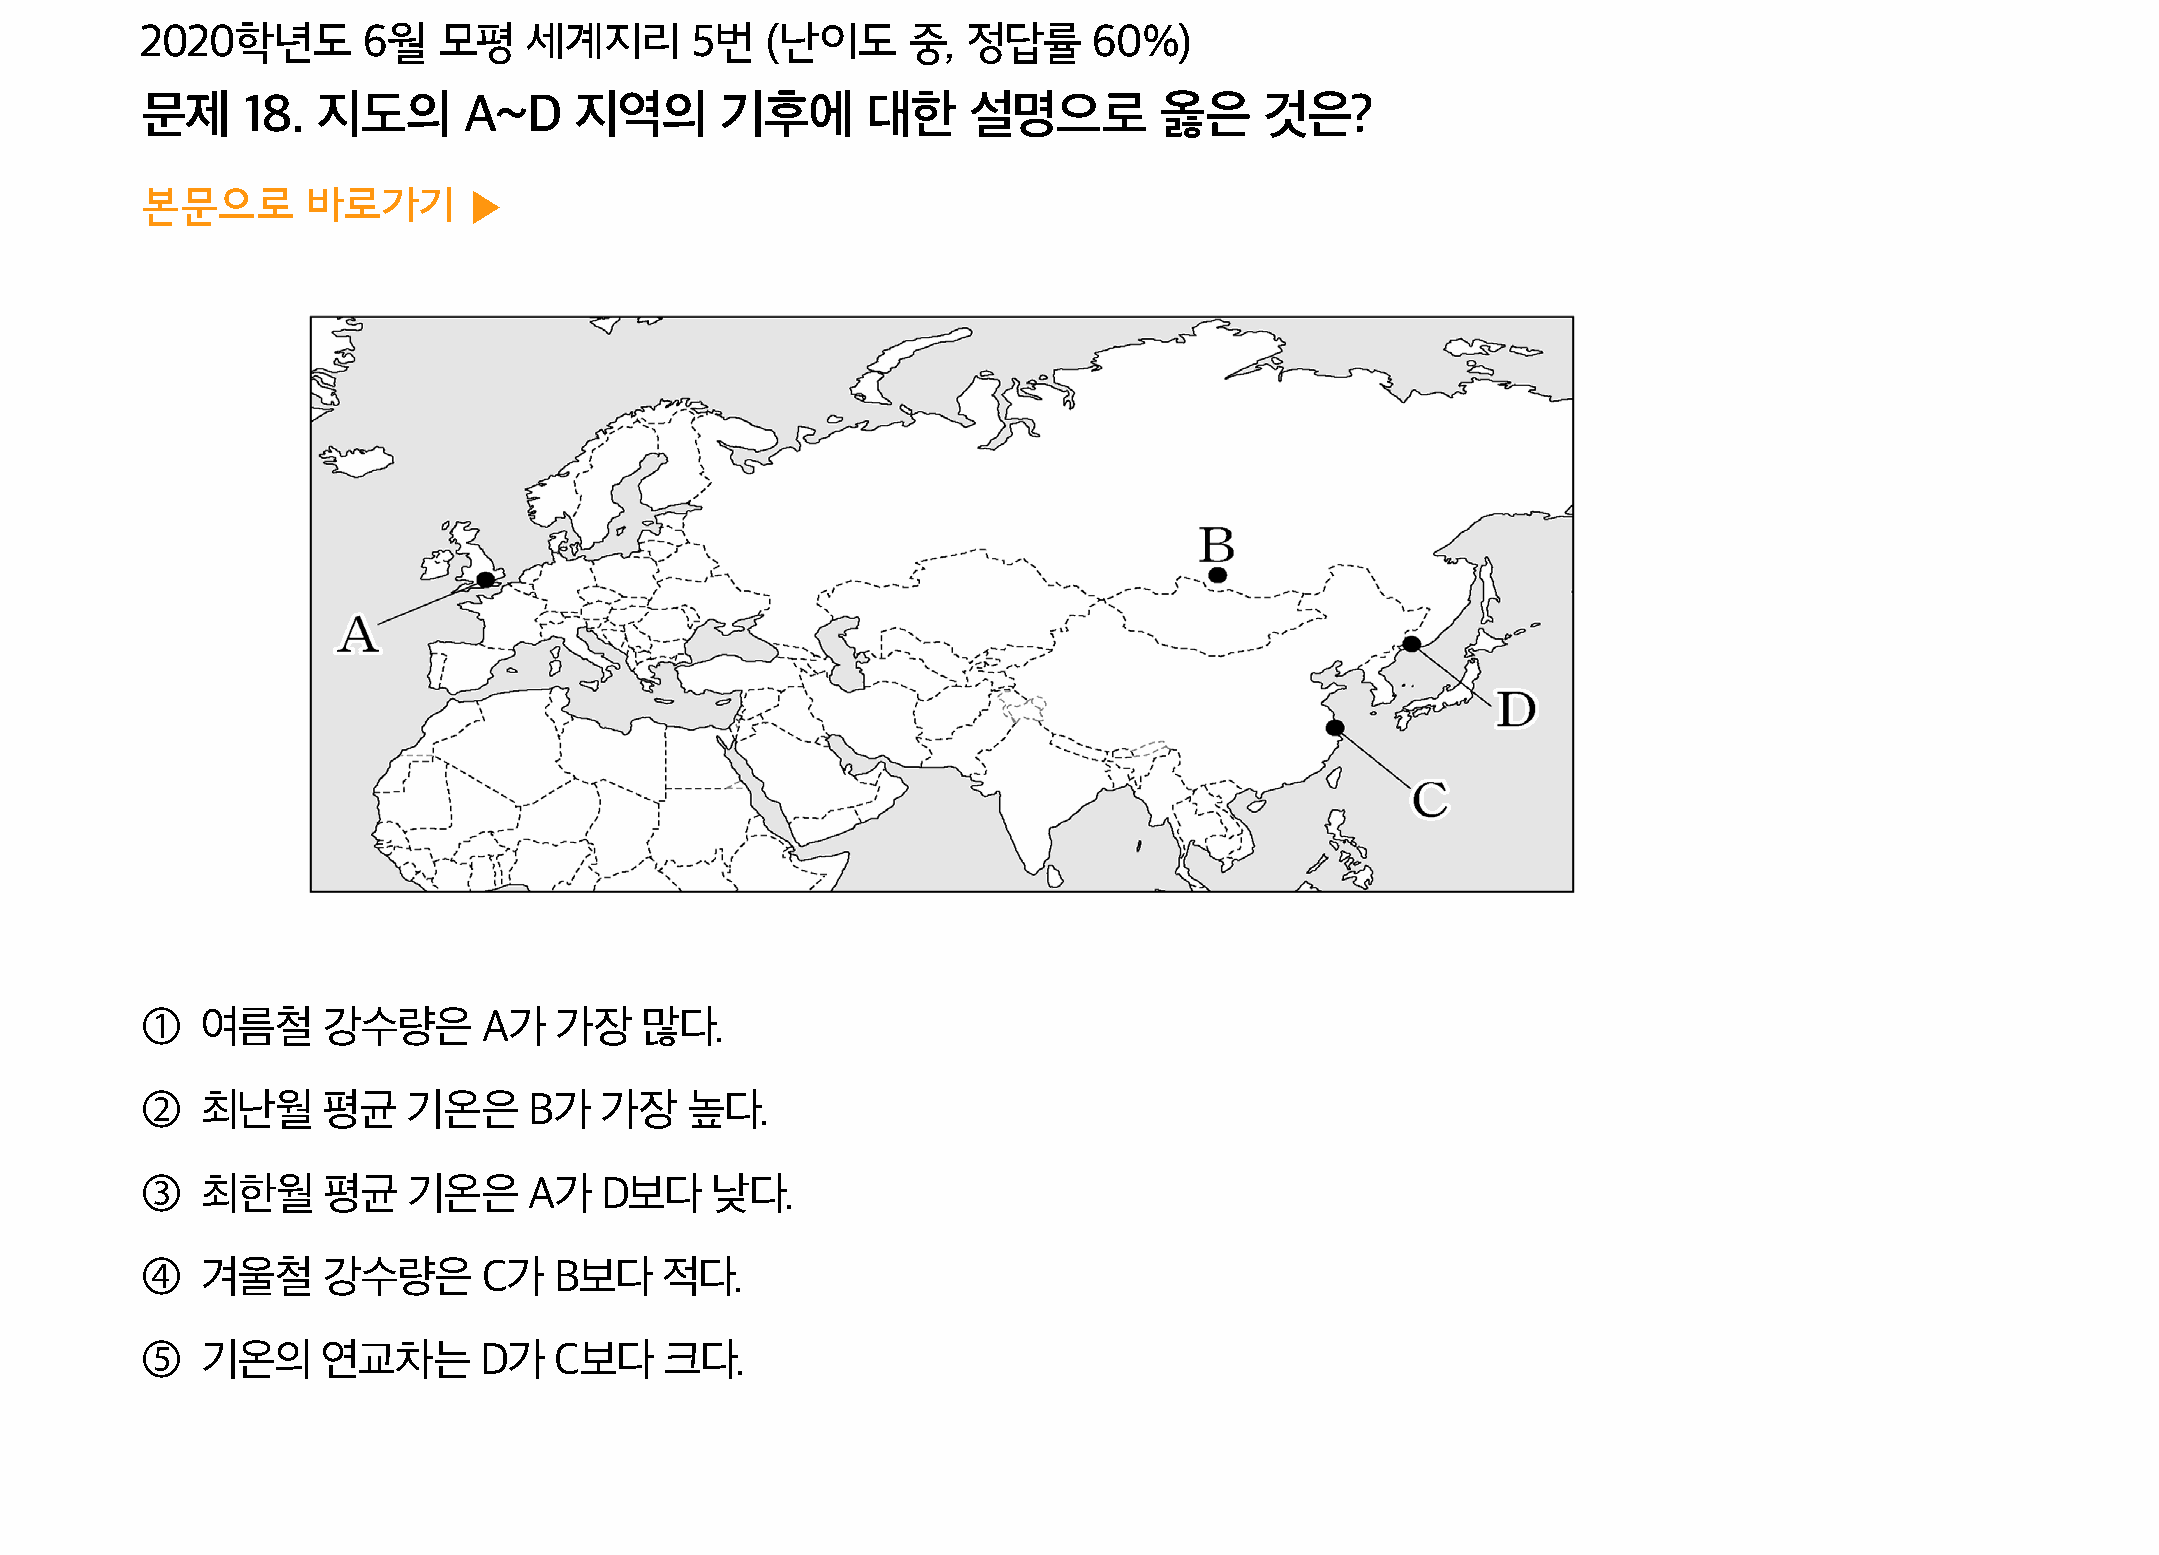 2020학년도 6월 모평 세계지리 5번 (난이도 중, 정답률 60%)
문제 18. 지도의 A~D 지역의 기후에 대한 설명으로 옳은 것은?
본문으로 바로가기 ▶
B
A
D
C
① 여름철 강수량은 A가 가장 많다.
② 최난월 평균 기온은 B가 가장 높다.
③ 최한월 평균 기온은 A가 D보다 낮다.
④ 겨울철 강수량은 C가 B보다 적다.
⑤ 기온의 연교차는 D가 C보다 크다.